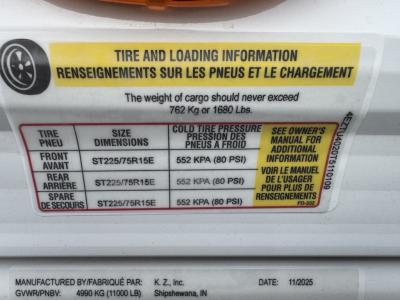 TIRE AND LOADING INFORMATION
RENSEIGNEMENTS SUR LES PNEUS ET LE CHARGEMENT
The weight of cargo should never exceed
762 Kg or 1680 Lbs.
TIRE PNEU
SIZE DIMENSIONS
COLD TIRE PRESSURE
PRESSION DES
PNEUS A FROID
FRONT AVANT ST225/75R15E 552 KPA (80 PSI)
REAR ARRIÈRE ST225/75R15E 552 KPA (80 PSI)
SPARE DE SECOURS ST225/75R15E 552 KPA (80 PSI)
SEE OWNER'S
MANUAL FOR
ADDITIONAL
INFORMATION
VOIR LE MANUEL
DE L'USAGER
POUR PLUS DE
RENSEIGNEMENTS
MANUFACTURED BY/FABRIQUÉ PAR: K. Z., Inc. DATE: 11/2025
GVWR/PNBV: 4990 KG (11000 LB) Shipshewana, IN